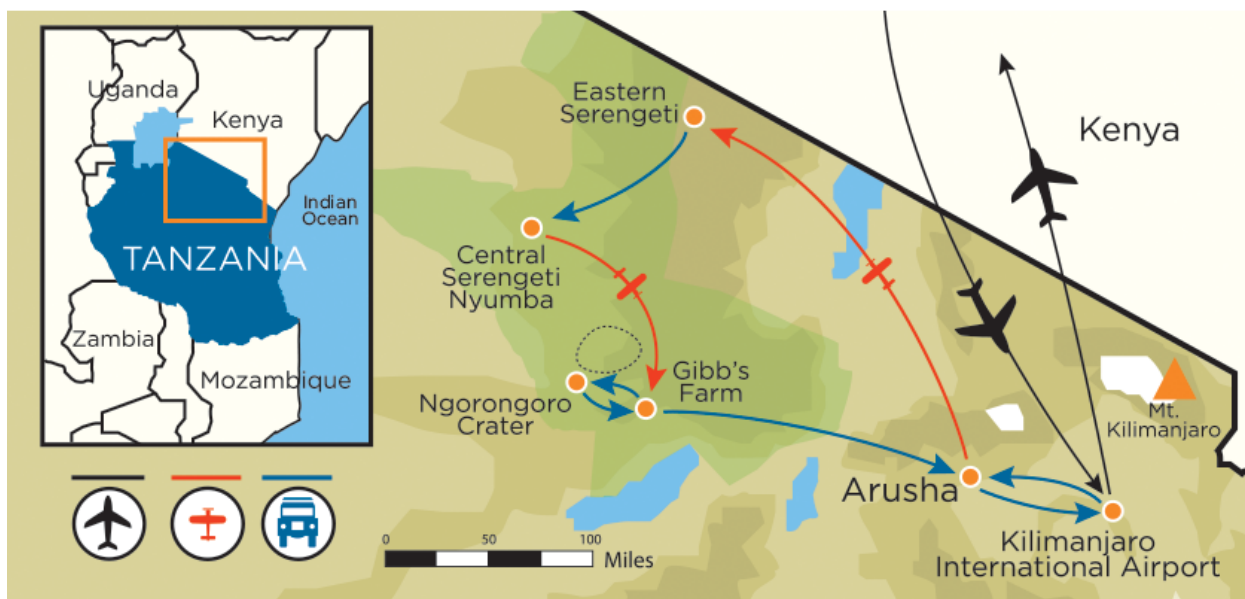 Uganda
Kenya
Indian
Ocean
TANZANIA
Zambia
Mozambique
Eastern
Serengeti
Kenya
Central
Serengeti
Nyumba
Gibb's
Farm
Ngorongoro
Crater
Mt.
Kilimanjaro
Arusha
Kilimanjaro
International Airport
0 50 100
Miles